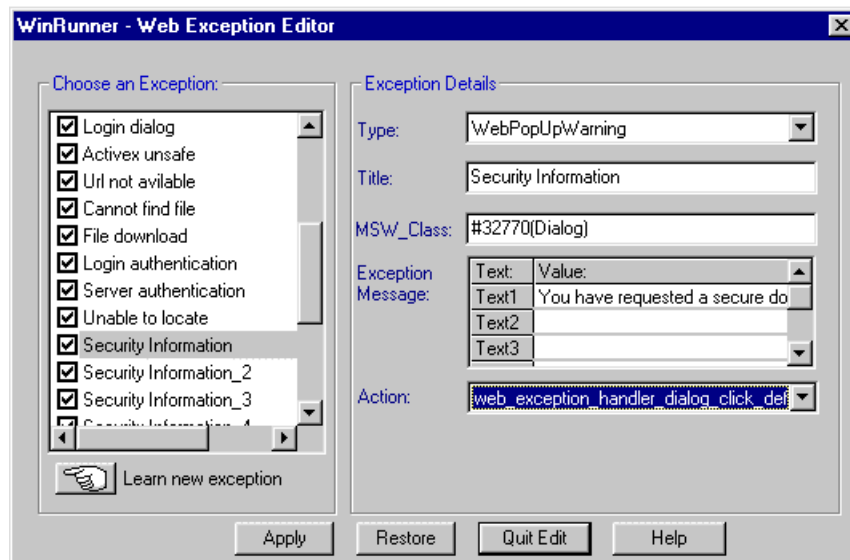 WinRunner - Web Exception Editor
Choose an Exception:
Login dialog
Activex unsafe
Url not avilable
Cannot find file
File download
Login authentication
Server authentication
Unable to locate
Security Information
Security Information_2
Security Information_3
Security Information_4
Learn new exception
Exception Details
Type: WebPopUpWarning
Title: Security Information
MSW_Class: #32770(Dialog)
Exception Message:
Text: Value:
Text1 You have requested a secure do
Text2
Text3
Action: web_exception_handler_dialog_click_def
Apply Restore Quit Edit Help